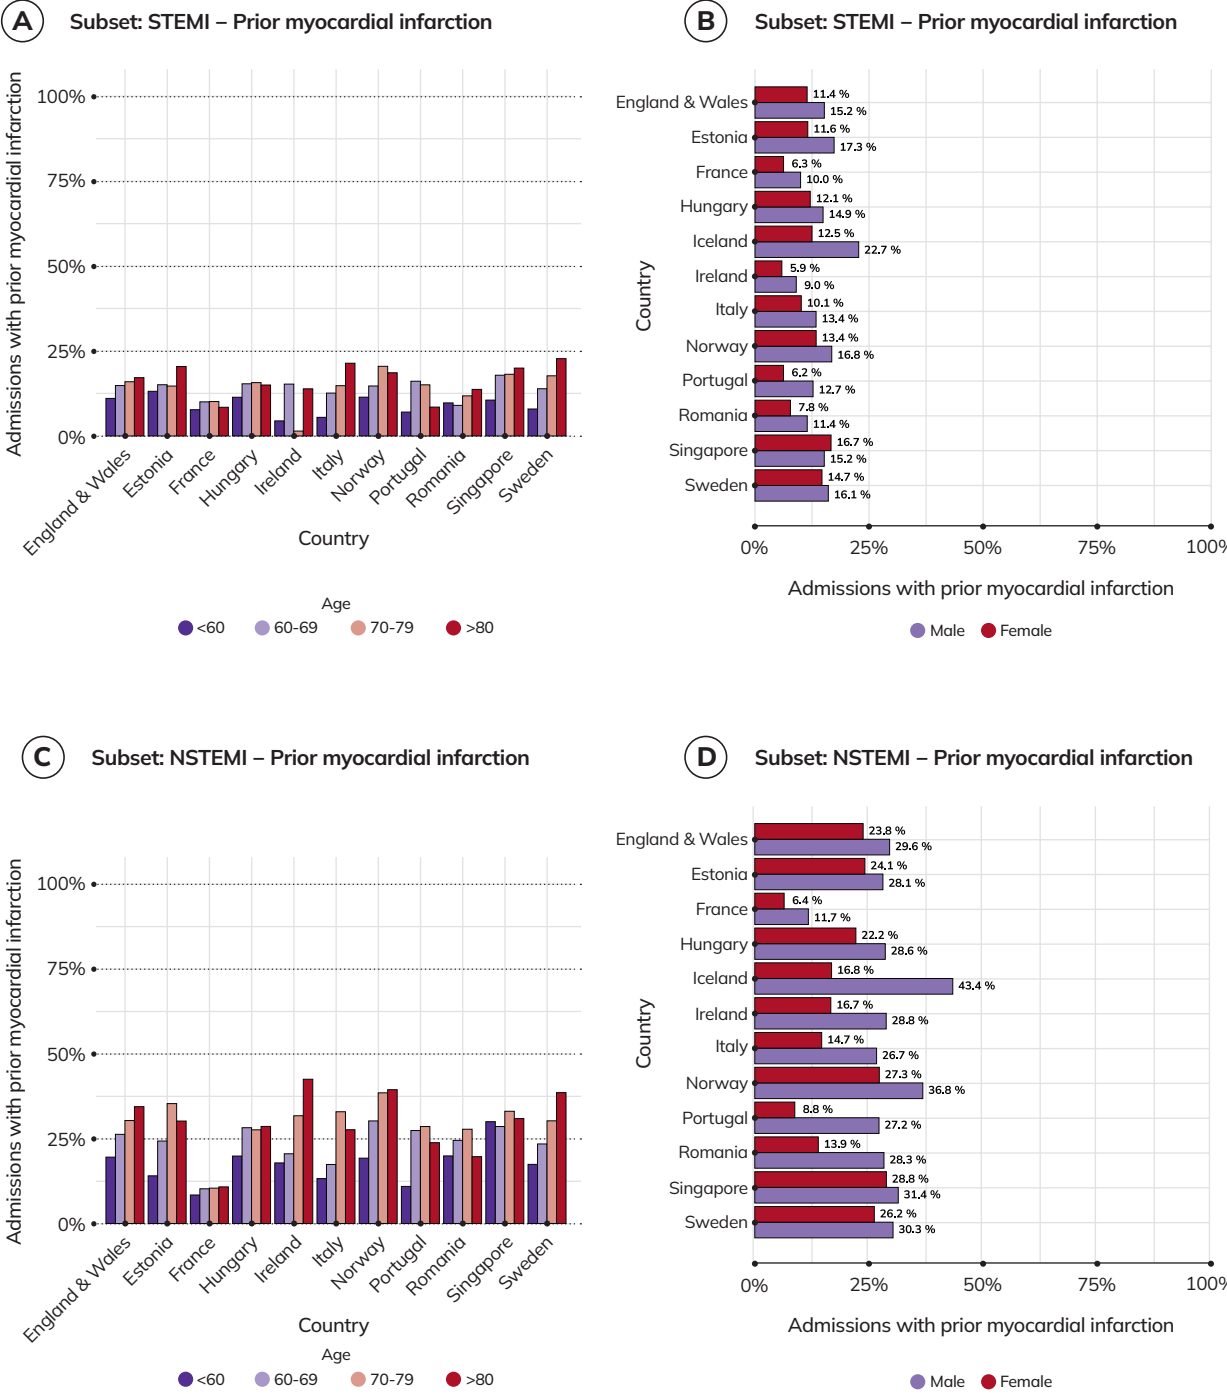 A Subset: STEMI – Prior myocardial infarction
Admissions with prior myocardial infarction
100%
75%
50%
25%
0%
England & Wales
Estonia
France
Hungary
Ireland
Italy
Norway
Portugal
Romania
Singapore
Sweden
Country
Age
<60 60-69 70-79 >80
B Subset: STEMI – Prior myocardial infarction
Country
England & Wales 11.4 % 15.2 %
Estonia 11.6 % 17.3 %
France 6.3 % 10.0 %
Hungary 12.1 % 14.9 %
Iceland 12.5 % 22.7 %
Ireland 5.9 % 9.0 %
Italy 10.1 % 13.4 %
Norway 13.4 % 16.8 %
Portugal 6.2 % 12.7 %
Romania 7.8 % 11.4 %
Singapore 16.7 % 15.2 %
Sweden 14.7 % 16.1 %
0% 25% 50% 75% 100%
Admissions with prior myocardial infarction
Male Female
C Subset: NSTEMI – Prior myocardial infarction
Admissions with prior myocardial infarction
100%
75%
50%
25%
0%
England & Wales
Estonia
France
Hungary
Ireland
Italy
Norway
Portugal
Romania
Singapore
Sweden
Country
Age
<60 60-69 70-79 >80
D Subset: NSTEMI – Prior myocardial infarction
Country
England & Wales 23.8 % 29.6 %
Estonia 24.1 % 28.1 %
France 6.4 % 11.7 %
Hungary 22.2 % 28.6 %
Iceland 16.8 % 43.4 %
Ireland 16.7 % 28.8 %
Italy 14.7 % 26.7 %
Norway 27.3 % 36.8 %
Portugal 8.8 % 27.2 %
Romania 13.9 % 28.3 %
Singapore 28.8 % 31.4 %
Sweden 26.2 % 30.3 %
0% 25% 50% 75% 100%
Admissions with prior myocardial infarction
Male Female